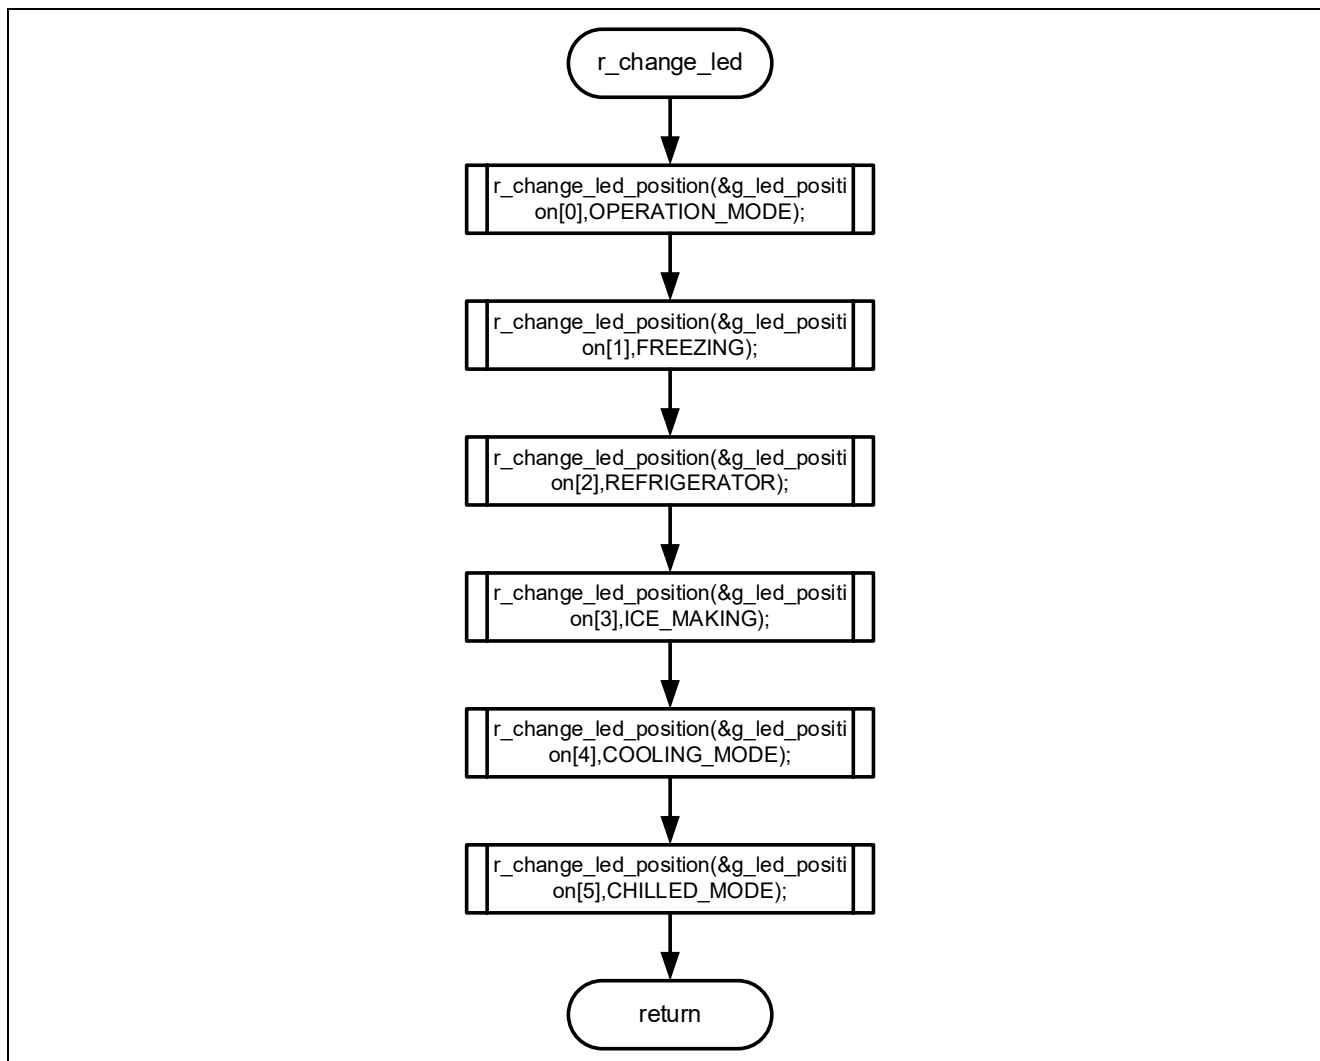 r_change_led
r_change_led_position(&g_led_positi
on[0],OPERATION_MODE);
r_change_led_position(&g_led_positi
on[1],FREEZING);
r_change_led_position(&g_led_positi
on[2],REFRIGERATOR);
r_change_led_position(&g_led_positi
on[3],ICE_MAKING);
r_change_led_position(&g_led_positi
on[4],COOLING_MODE);
r_change_led_position(&g_led_positi
on[5],CHILLED_MODE);
return